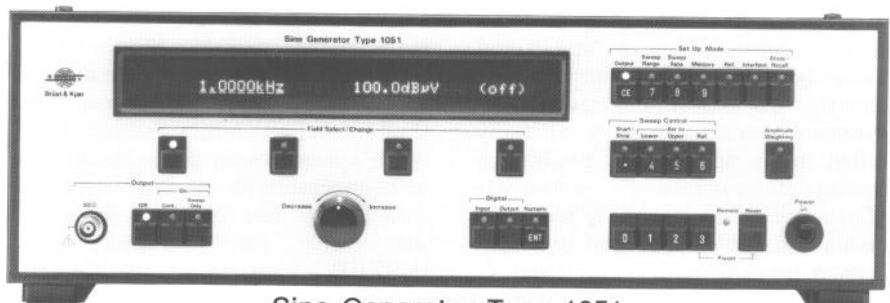 Sine Generator Type 1051
Brüel & Kjær
1.0000kHz 100.0dBµV (off)
Set Up Mode
Output Sweep Range Sweep Rate Memory Ref. Interface Store/Recall
CE 7 8 9
Field Select/Change
Sweep Control
Start/Stop Set to Lower Upper Ref.
• 4 5 6
Amplitude Weighting
Output
On
Off Cont. Sweep Only
Decrease Increase
Digital
Input Output Numeric
ENT
0 1 2 3
Remote Reset
Preset
Power
on
Sine Generator Type 1051